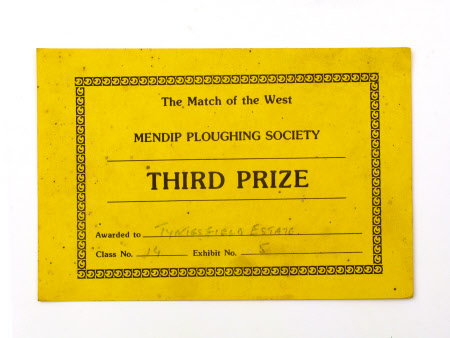 The Match of the West
MENDIP PLOUGHING SOCIETY
THIRD PRIZE
Awarded to TYNTESFIELD ESTATE.
Class No. 14 Exhibit No. 5